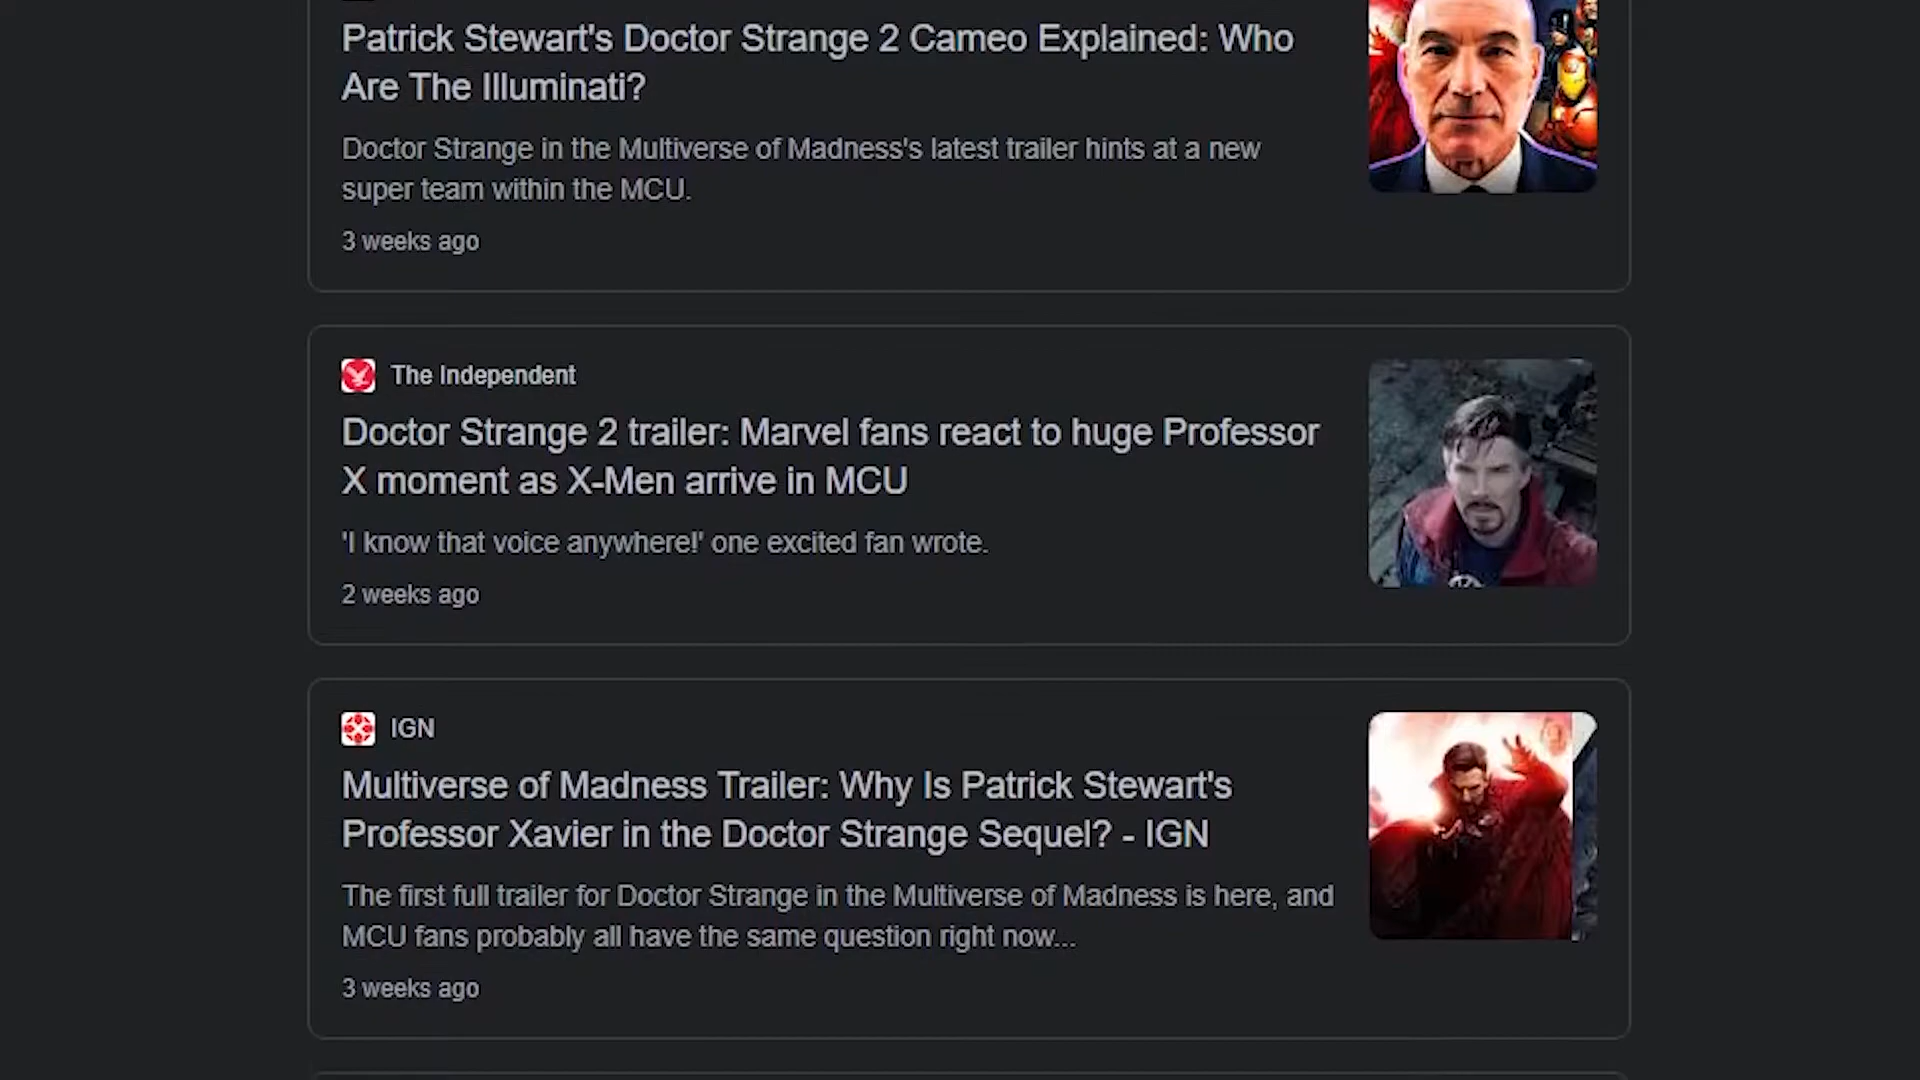 Patrick Stewart's Doctor Strange 2 Cameo Explained: Who
Are The Illuminati?
Doctor Strange in the Multiverse of Madness's latest trailer hints at a new
super team within the MCU.
3 weeks ago
The Independent
Doctor Strange 2 trailer: Marvel fans react to huge Professor
X moment as X-Men arrive in MCU
'I know that voice anywhere!' one excited fan wrote.
2 weeks ago
IGN
Multiverse of Madness Trailer: Why Is Patrick Stewart's
Professor Xavier in the Doctor Strange Sequel? - IGN
The first full trailer for Doctor Strange in the Multiverse of Madness is here, and
MCU fans probably all have the same question right now...
3 weeks ago